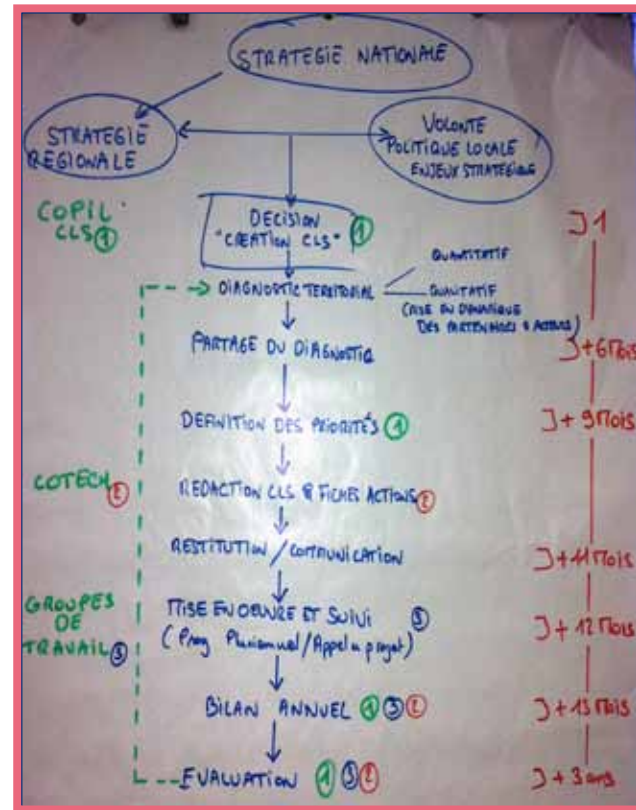 STRATEGIE NATIONALE
STRATEGIE
REGIONALE
VOLONTE
POLITIQUE LOCALE
ENJEUX STRATEGIQUE
COPIL
CLS ①
DECISION
"CREATION CLS" ①
J1
DIAGNOSTIC TERRITORIAL
QUANTITATIF
QUALITATIF
(MISE EN DYNAMIQUE
DES PARTENAIRES & ACTEURS)
PARTAGE DU DIAGNOSTIQ
J+6 Mois
DEFINITION DES PRIORITÉS ①
J+9 Mois
COTECH ②
REDACTION CLS & FICHES ACTIONS ②
RESTITUTION / COMMUNICATION
J+11 Mois
GROUPES
DE
TRAVAIL ③
MISE EN OEUVRE ET SUIVI ③
(Prog Pluriannuel/Appel a projet)
J+12 Mois
BILAN ANNUEL ① ③ ②
J+15 Mois
EVALUATION ① ③ ②
J+3 ans